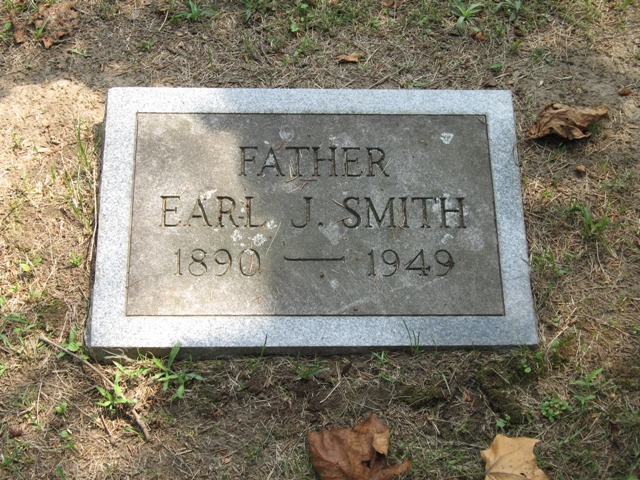 FATHER
EARL J. SMITH
1890 — 1949